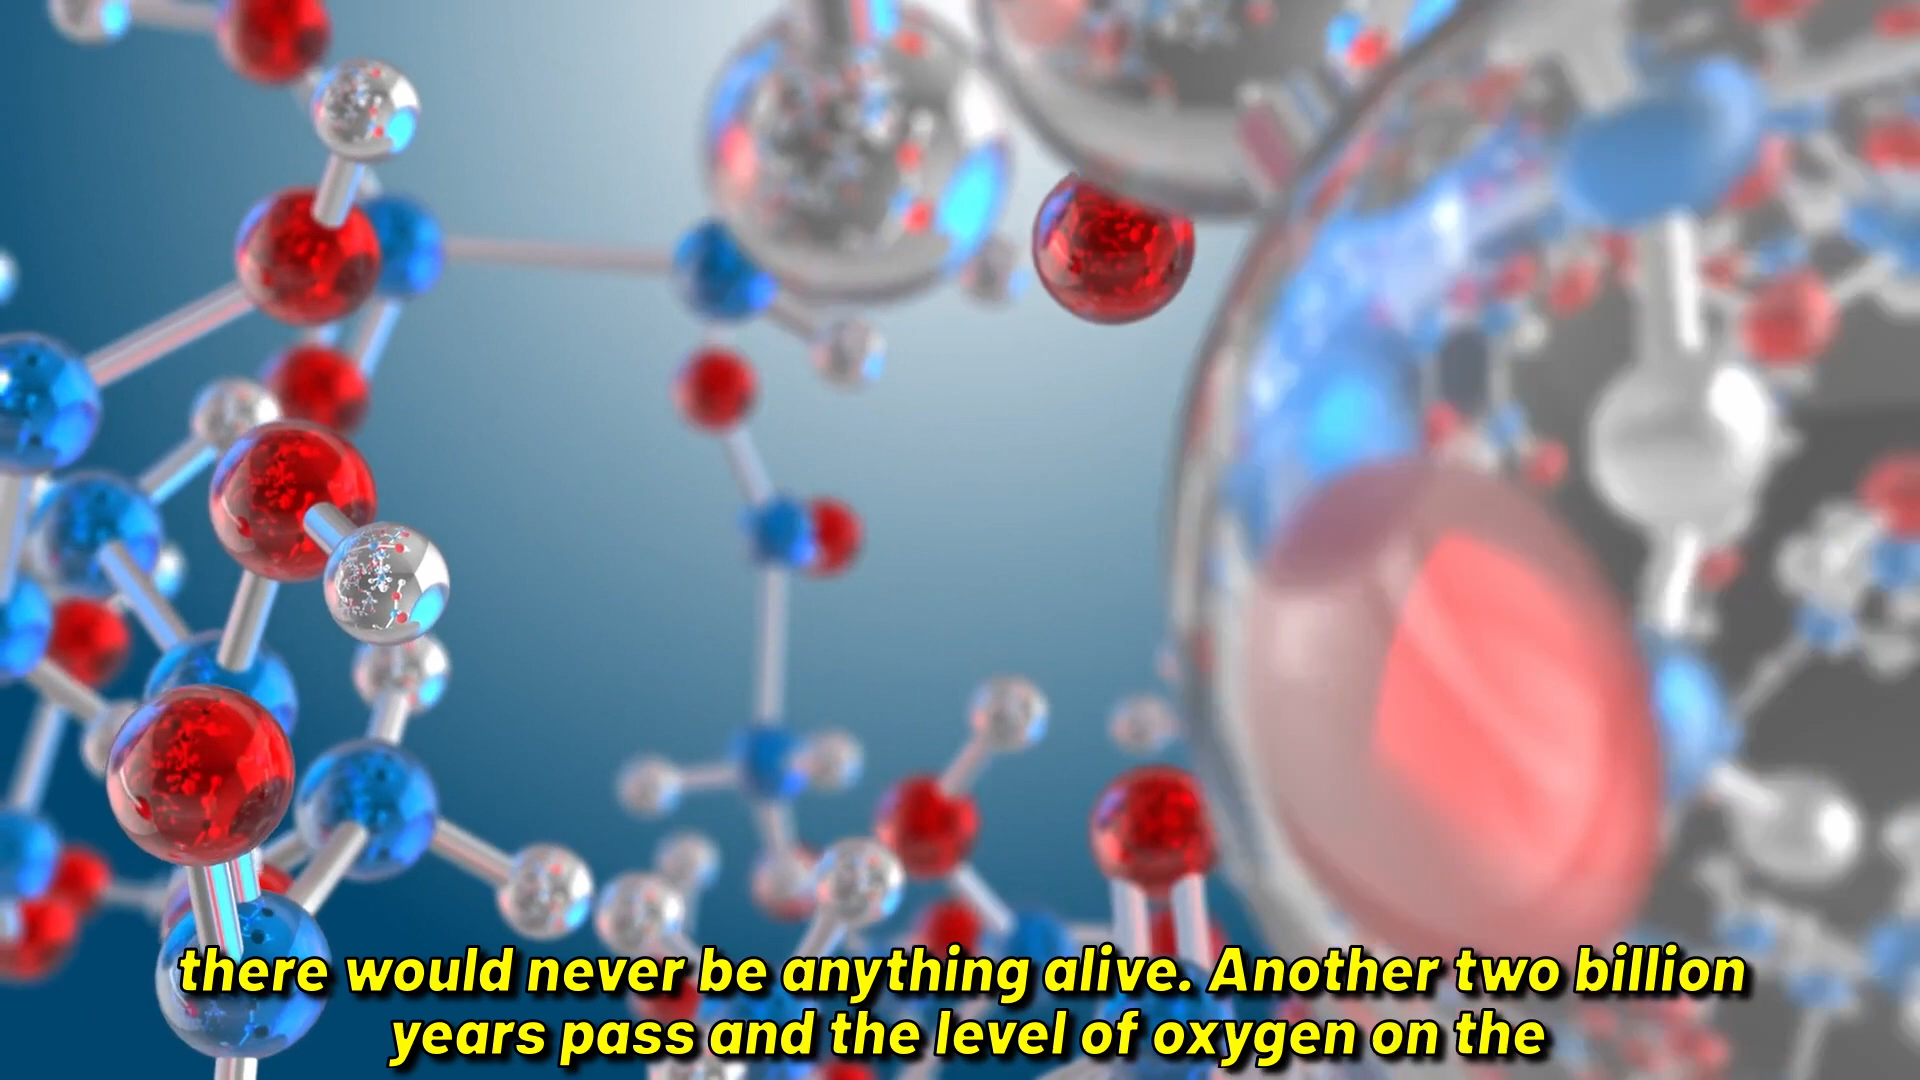 there would never be anything alive. Another two billion
years pass and the level of oxygen on the